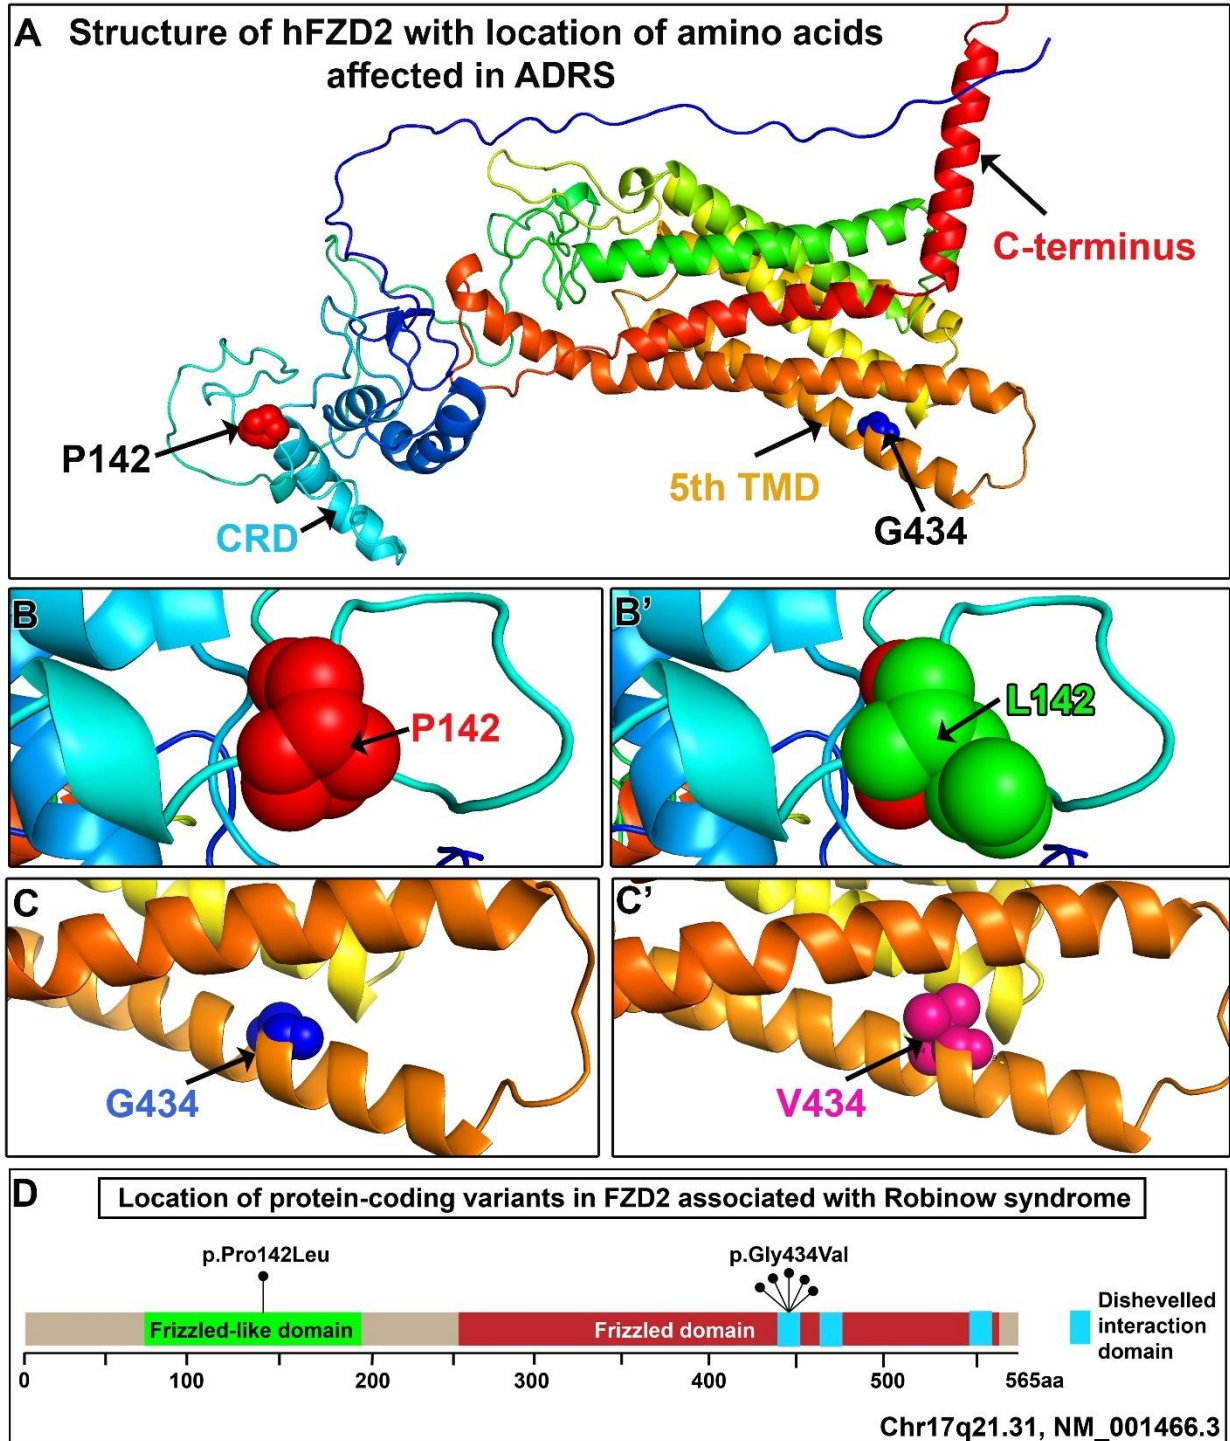 A Structure of hFZD2 with location of amino acids
affected in ADRS
C-terminus
P142
CRD
5th TMD
G434
B
P142
B’
L142
C
G434
C’
V434
D
Location of protein-coding variants in FZD2 associated with Robinow syndrome
p.Pro142Leu
p.Gly434Val
Frizzled-like domain
Frizzled domain
Dishevelled
interaction
domain
0 100 200 300 400 500 565aa
Chr17q21.31, NM_001466.3